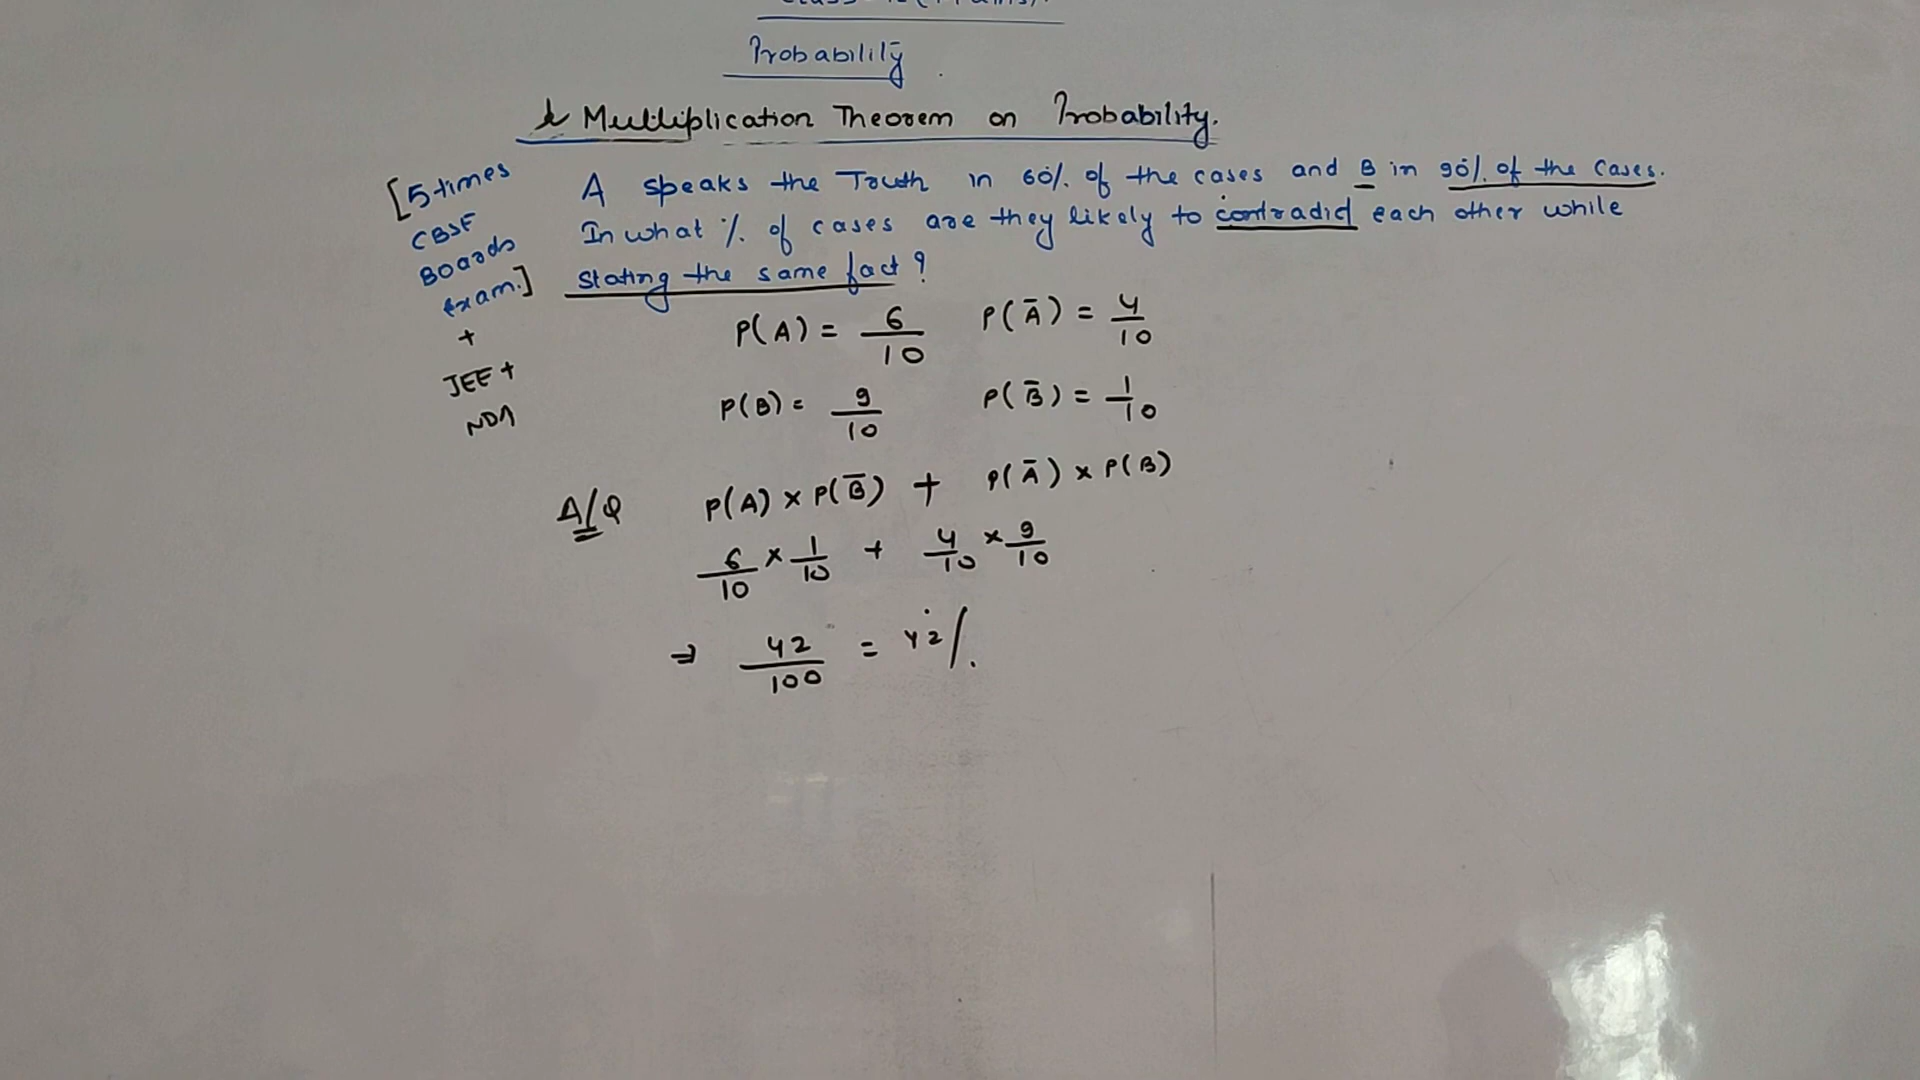 Probability
Multiplication Theorem on Probability.
[5 times
CBSE
Boards
exam.]
+
JEE +
NDA
A speaks the Truth in 60% of the cases and B in 90% of the cases.
In what % of cases are they likely to contradict each other while
stating the same fact ?
P(A) = 6/10 P(Ā) = 4/10
P(B) = 9/10 P(B̄) = 1/10
A/Q P(A) × P(B̄) + P(Ā) × P(B)
6/10 × 1/10 + 4/10 × 9/10
⇒ 42/100 = 42%.